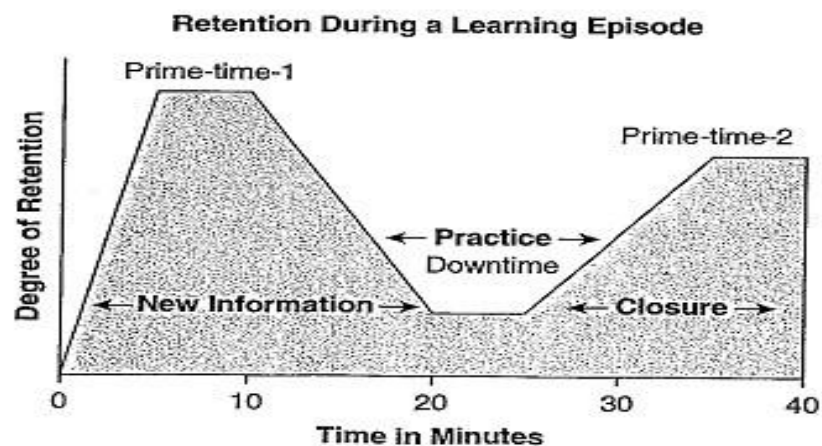 Retention During a Learning Episode
Prime-time-1
Prime-time-2
Degree of Retention
Practice
Downtime
New Information
Closure
0
10
20
30
40
Time in Minutes